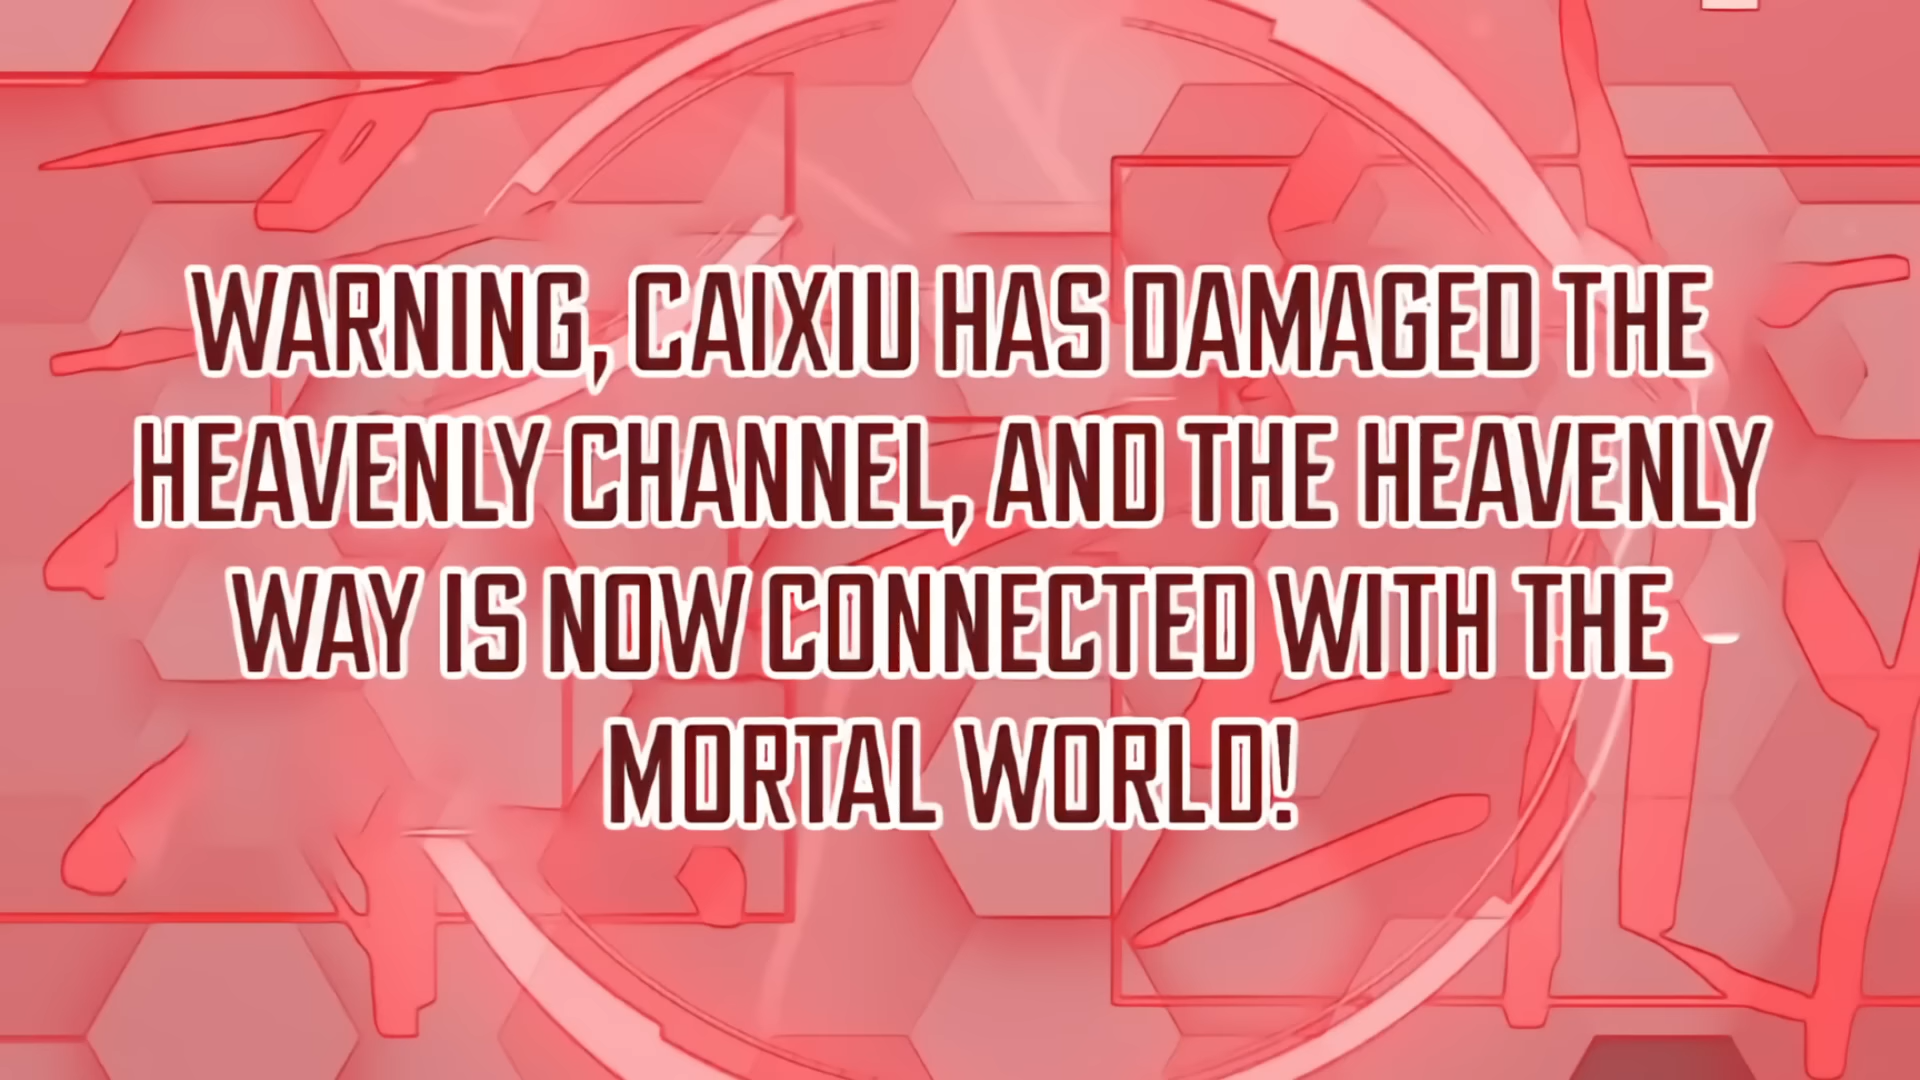 WARNING, CAIXIU HAS DAMAGED THE
HEAVENLY CHANNEL, AND THE HEAVENLY
WAY IS NOW CONNECTED WITH THE
MORTAL WORLD!